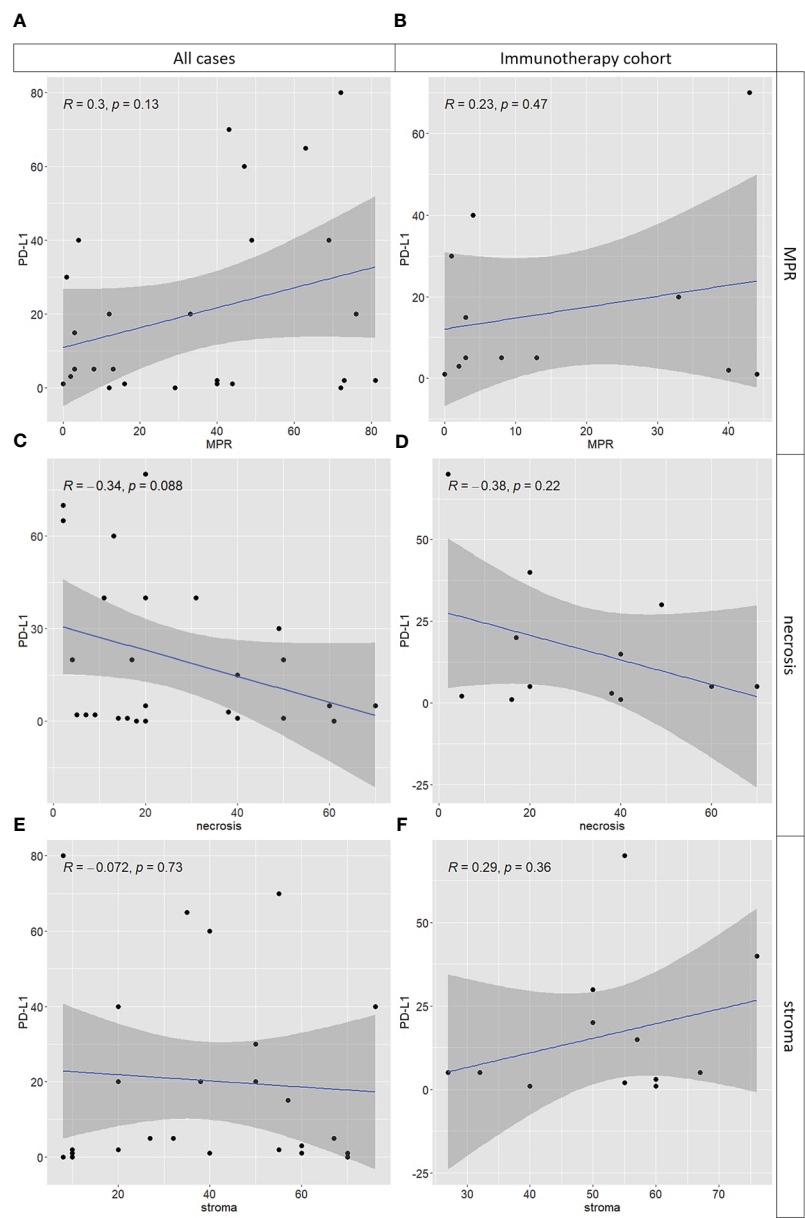 A
B
All cases
Immunotherapy cohort
R = 0.3, p = 0.13
80
60
40
20
0
PD-L1
0
20
40
60
80
MPR
R = 0.23, p = 0.47
60
40
20
0
PD-L1
0
10
20
30
40
MPR
MPR
C
D
R = −0.34, p = 0.088
60
30
0
PD-L1
0
20
40
60
necrosis
R = −0.38, p = 0.22
50
25
0
-25
PD-L1
0
20
40
60
necrosis
necrosis
E
F
R = −0.072, p = 0.73
80
60
40
20
0
PD-L1
20
40
60
stroma
R = 0.29, p = 0.36
50
25
0
-25
PD-L1
30
40
50
60
70
stroma
stroma